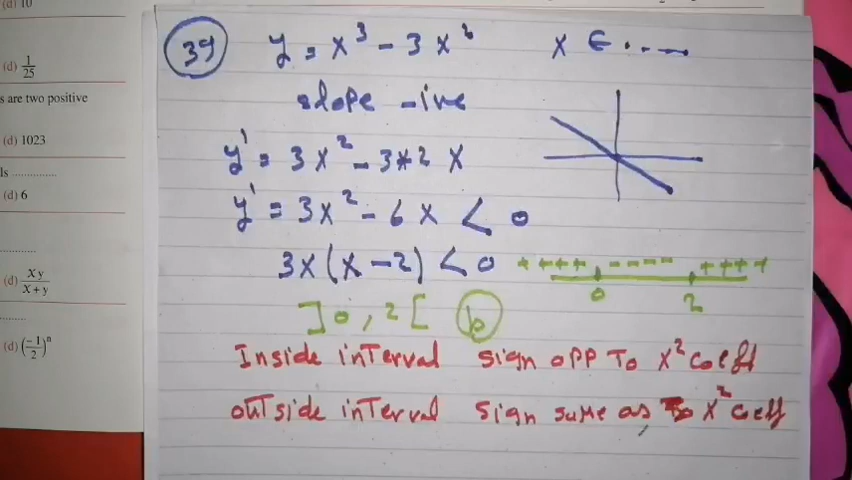 (d) 10
(d) 1/25
s are two positive
(d) 1023
ls ..............
(d) 6
(d) xy/x+y
(d) (-1/2)^n
39 y = x³ - 3x² x ∈ ....
slope -ive
y' = 3x² - 3*2 x
y' = 3x² - 6x < 0
3x(x - 2) < 0 ++++ ---- ++++
0 2
]0, 2[ b
Inside interval sign opp to x² coeff
outside interval sign same as x² coeff